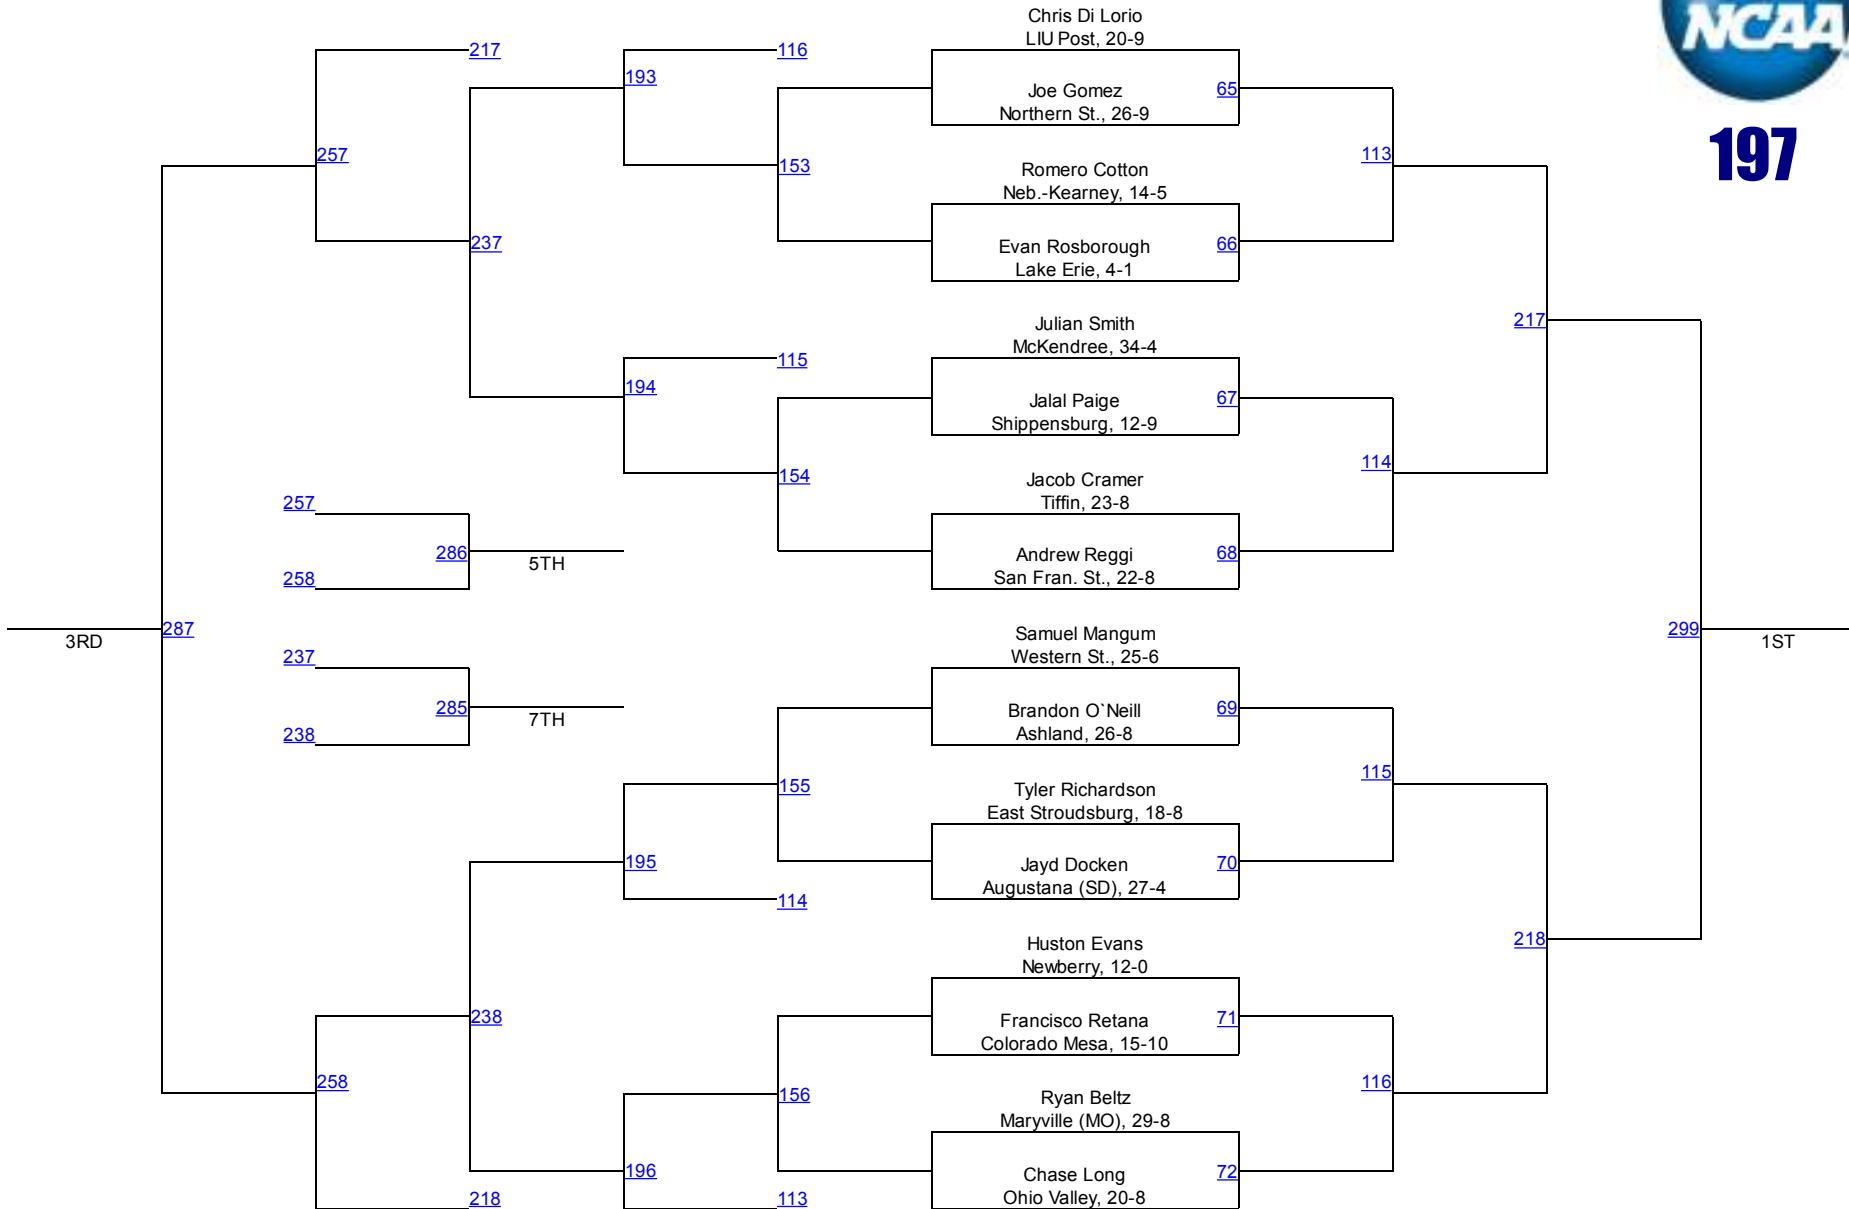 NCAA
197
Chris Di Lorio
LIU Post, 20-9
217
116
193
Joe Gomez
Northern St., 26-9
65
257
153
113
Romero Cotton
Neb.-Kearney, 14-5
237
Evan Rosborough
Lake Erie, 4-1
66
Julian Smith
McKendree, 34-4
217
115
194
Jalal Paige
Shippensburg, 12-9
67
154
114
Jacob Cramer
Tiffin, 23-8
257
286
5TH
Andrew Reggi
San Fran. St., 22-8
68
258
3RD
287
Samuel Mangum
Western St., 25-6
299
1ST
237
285
7TH
Brandon O`Neill
Ashland, 26-8
69
238
155
115
Tyler Richardson
East Stroudsburg, 18-8
195
Jayd Docken
Augustana (SD), 27-4
70
114
Huston Evans
Newberry, 12-0
218
238
Francisco Retana
Colorado Mesa, 15-10
71
258
156
116
Ryan Beltz
Maryville (MO), 29-8
196
Chase Long
Ohio Valley, 20-8
72
218
113